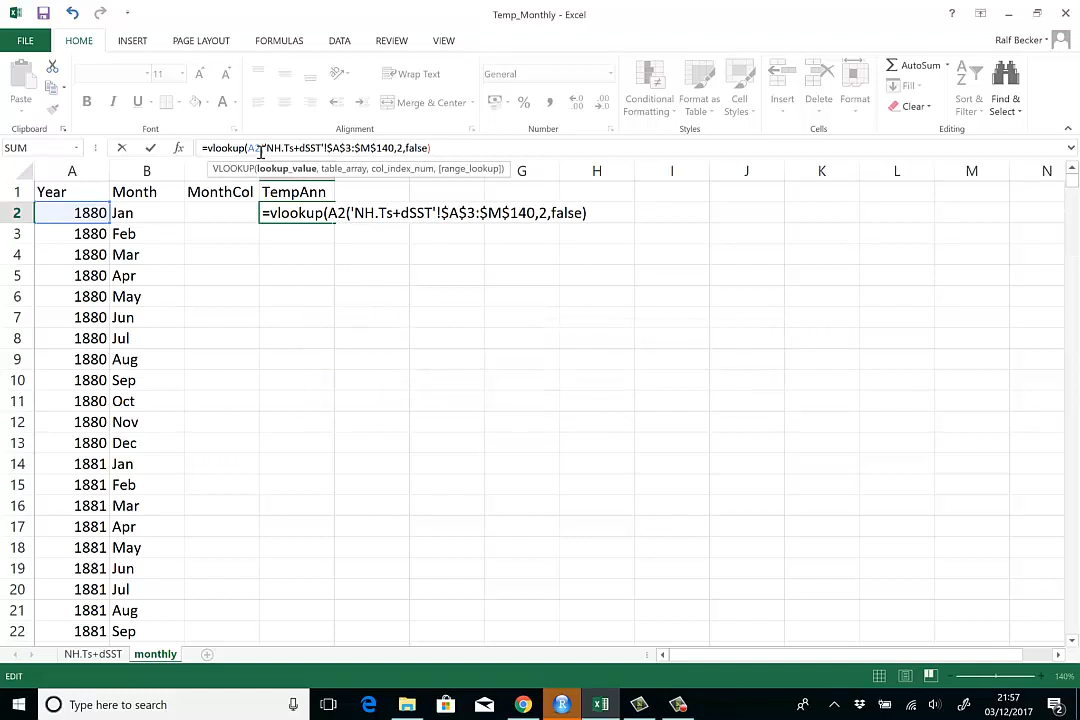 Temp_Monthly - Excel
FILE HOME INSERT PAGE LAYOUT FORMULAS DATA REVIEW VIEW Ralf Becker
Paste 11 Wrap Text General Conditional Formatting Format as Table Cell Styles Insert Delete Format AutoSum Fill Clear Sort & Filter Find & Select
B I U A Merge & Center % ,
Clipboard Font Alignment Number Styles Cells Editing
SUM fx =vlookup(A2('NH.Ts+dSST'!$A$3:$M$140,2,false)
VLOOKUP(lookup_value, table_array, col_index_num, [range_lookup])
A B G H I J K L M N
1 Year Month MonthCol TempAnn
2 1880 Jan =vlookup(A2('NH.Ts+dSST'!$A$3:$M$140,2,false)
3 1880 Feb
4 1880 Mar
5 1880 Apr
6 1880 May
7 1880 Jun
8 1880 Jul
9 1880 Aug
10 1880 Sep
11 1880 Oct
12 1880 Nov
13 1880 Dec
14 1881 Jan
15 1881 Feb
16 1881 Mar
17 1881 Apr
18 1881 May
19 1881 Jun
20 1881 Jul
21 1881 Aug
22 1881 Sep
NH.Ts+dSST monthly
EDIT 140%
Type here to search 21:57
03/12/2017